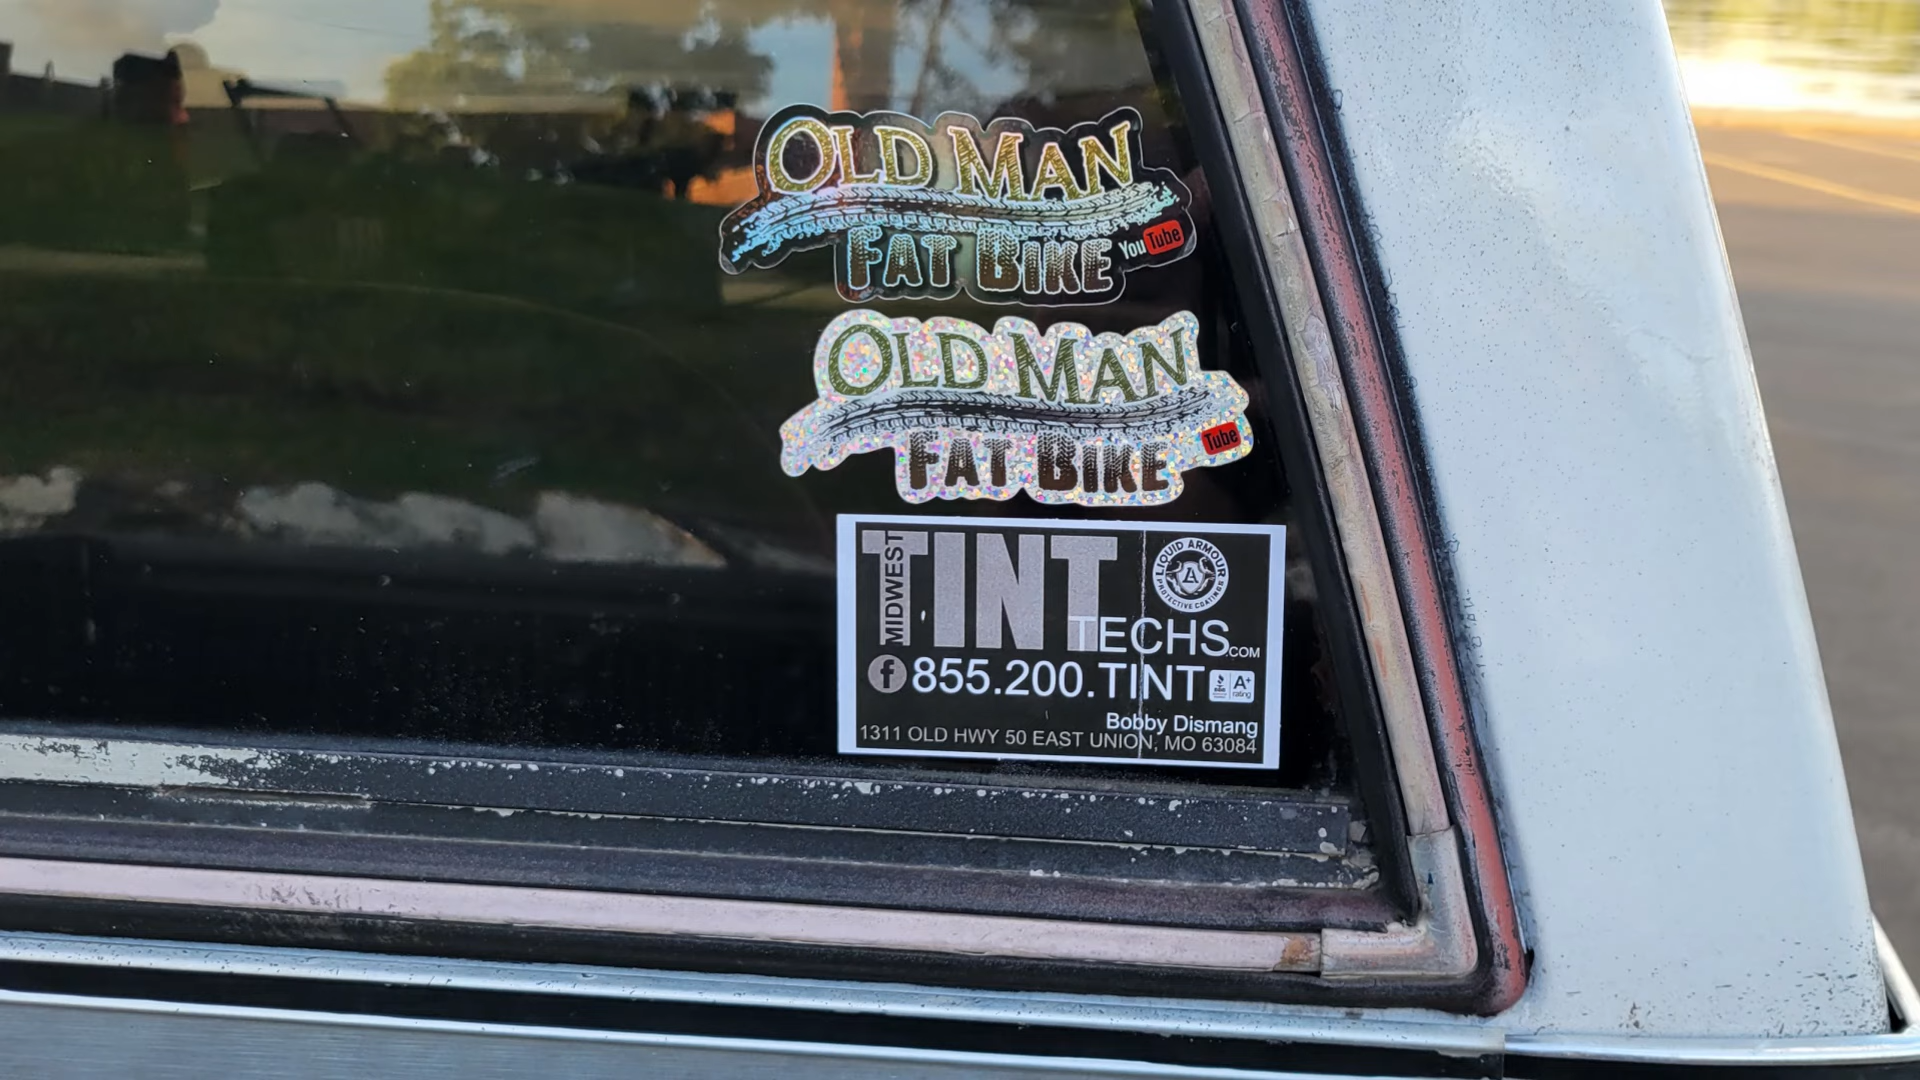 OLD MAN
FAT BIKE YouTube
OLD MAN
FAT BIKE Tube
MIDWEST TINT TECHS.COM
LIQUID ARMOUR
PROTECTIVE COATINGS
f 855.200.TINT
BBB A+ rating
Bobby Dismang
1311 OLD HWY 50 EAST UNION, MO 63084